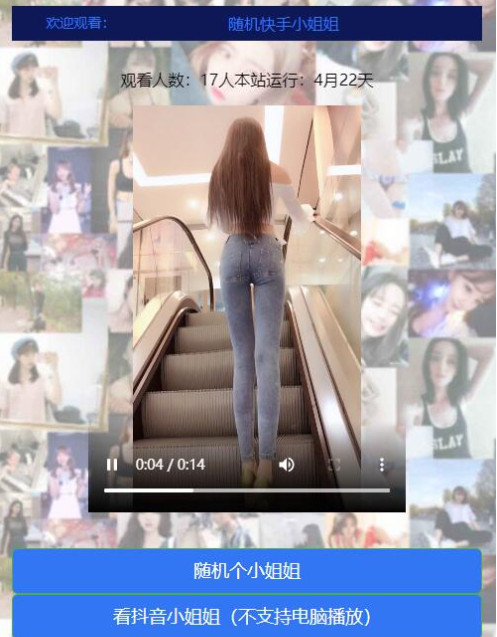 欢迎观看： 随机快手小姐姐
观看人数：17人本站运行：4月22天
SLAY
SLAY
0:04 / 0:14
随机个小姐姐
看抖音小姐姐（不支持电脑播放）